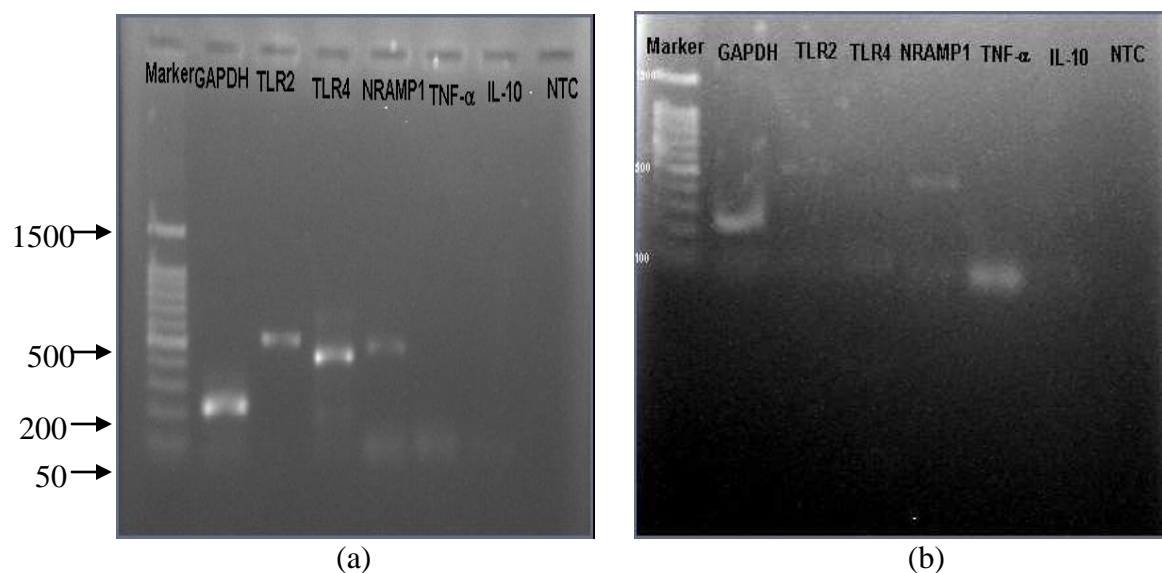 Marker GAPDH TLR2 TLR4 NRAMP1 TNF-α IL-10 NTC
1500
500
200
50
(a)
Marker GAPDH TLR2 TLR4 NRAMP1 TNF-α IL-10 NTC
500
100
(b)